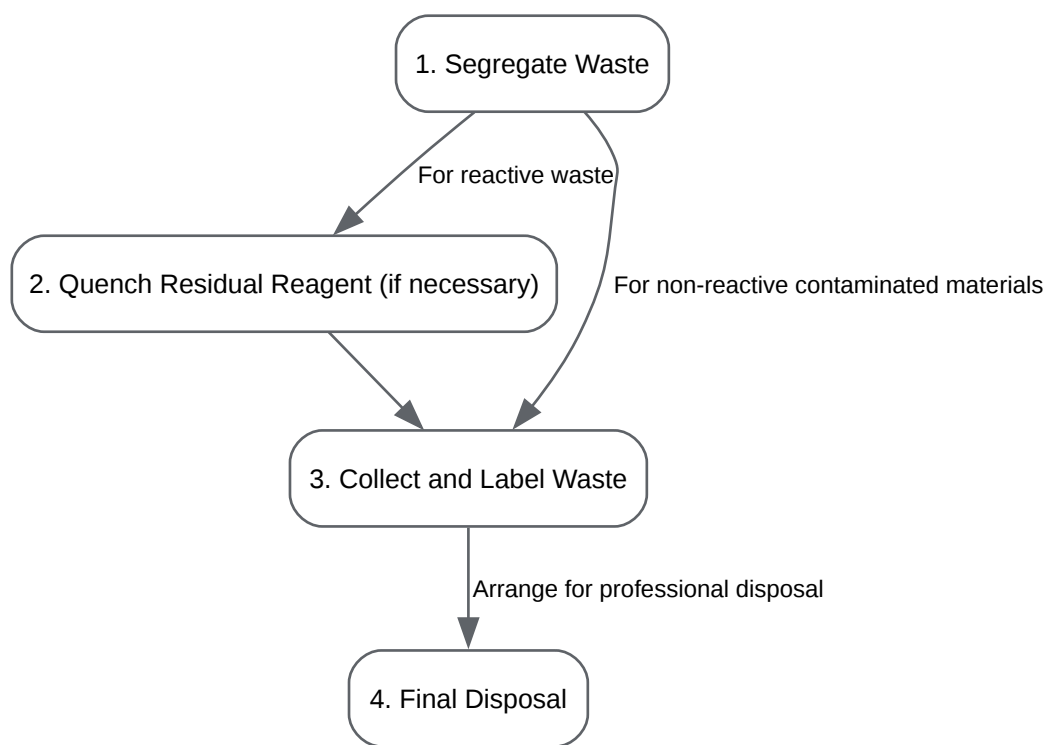 1. Segregate Waste
For reactive waste
2. Quench Residual Reagent (if necessary)
For non-reactive contaminated materials
3. Collect and Label Waste
Arrange for professional disposal
4. Final Disposal